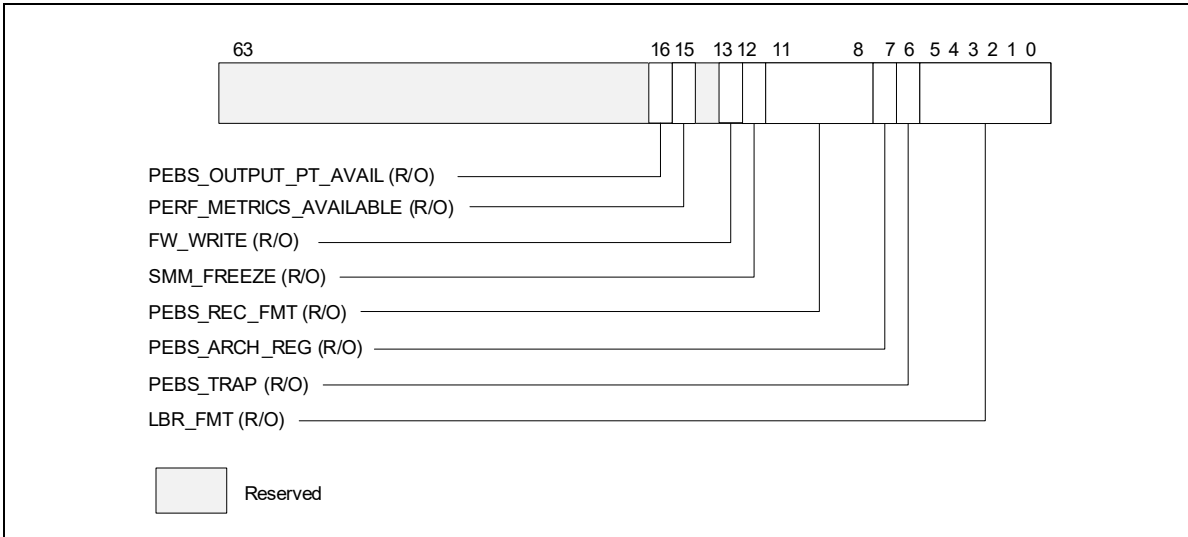 63 16 15 13 12 11 8 7 6 5 4 3 2 1 0
PEBS_OUTPUT_PT_AVAIL (R/O)
PERF_METRICS_AVAILABLE (R/O)
FW_WRITE (R/O)
SMM_FREEZE (R/O)
PEBS_REC_FMT (R/O)
PEBS_ARCH_REG (R/O)
PEBS_TRAP (R/O)
LBR_FMT (R/O)
Reserved